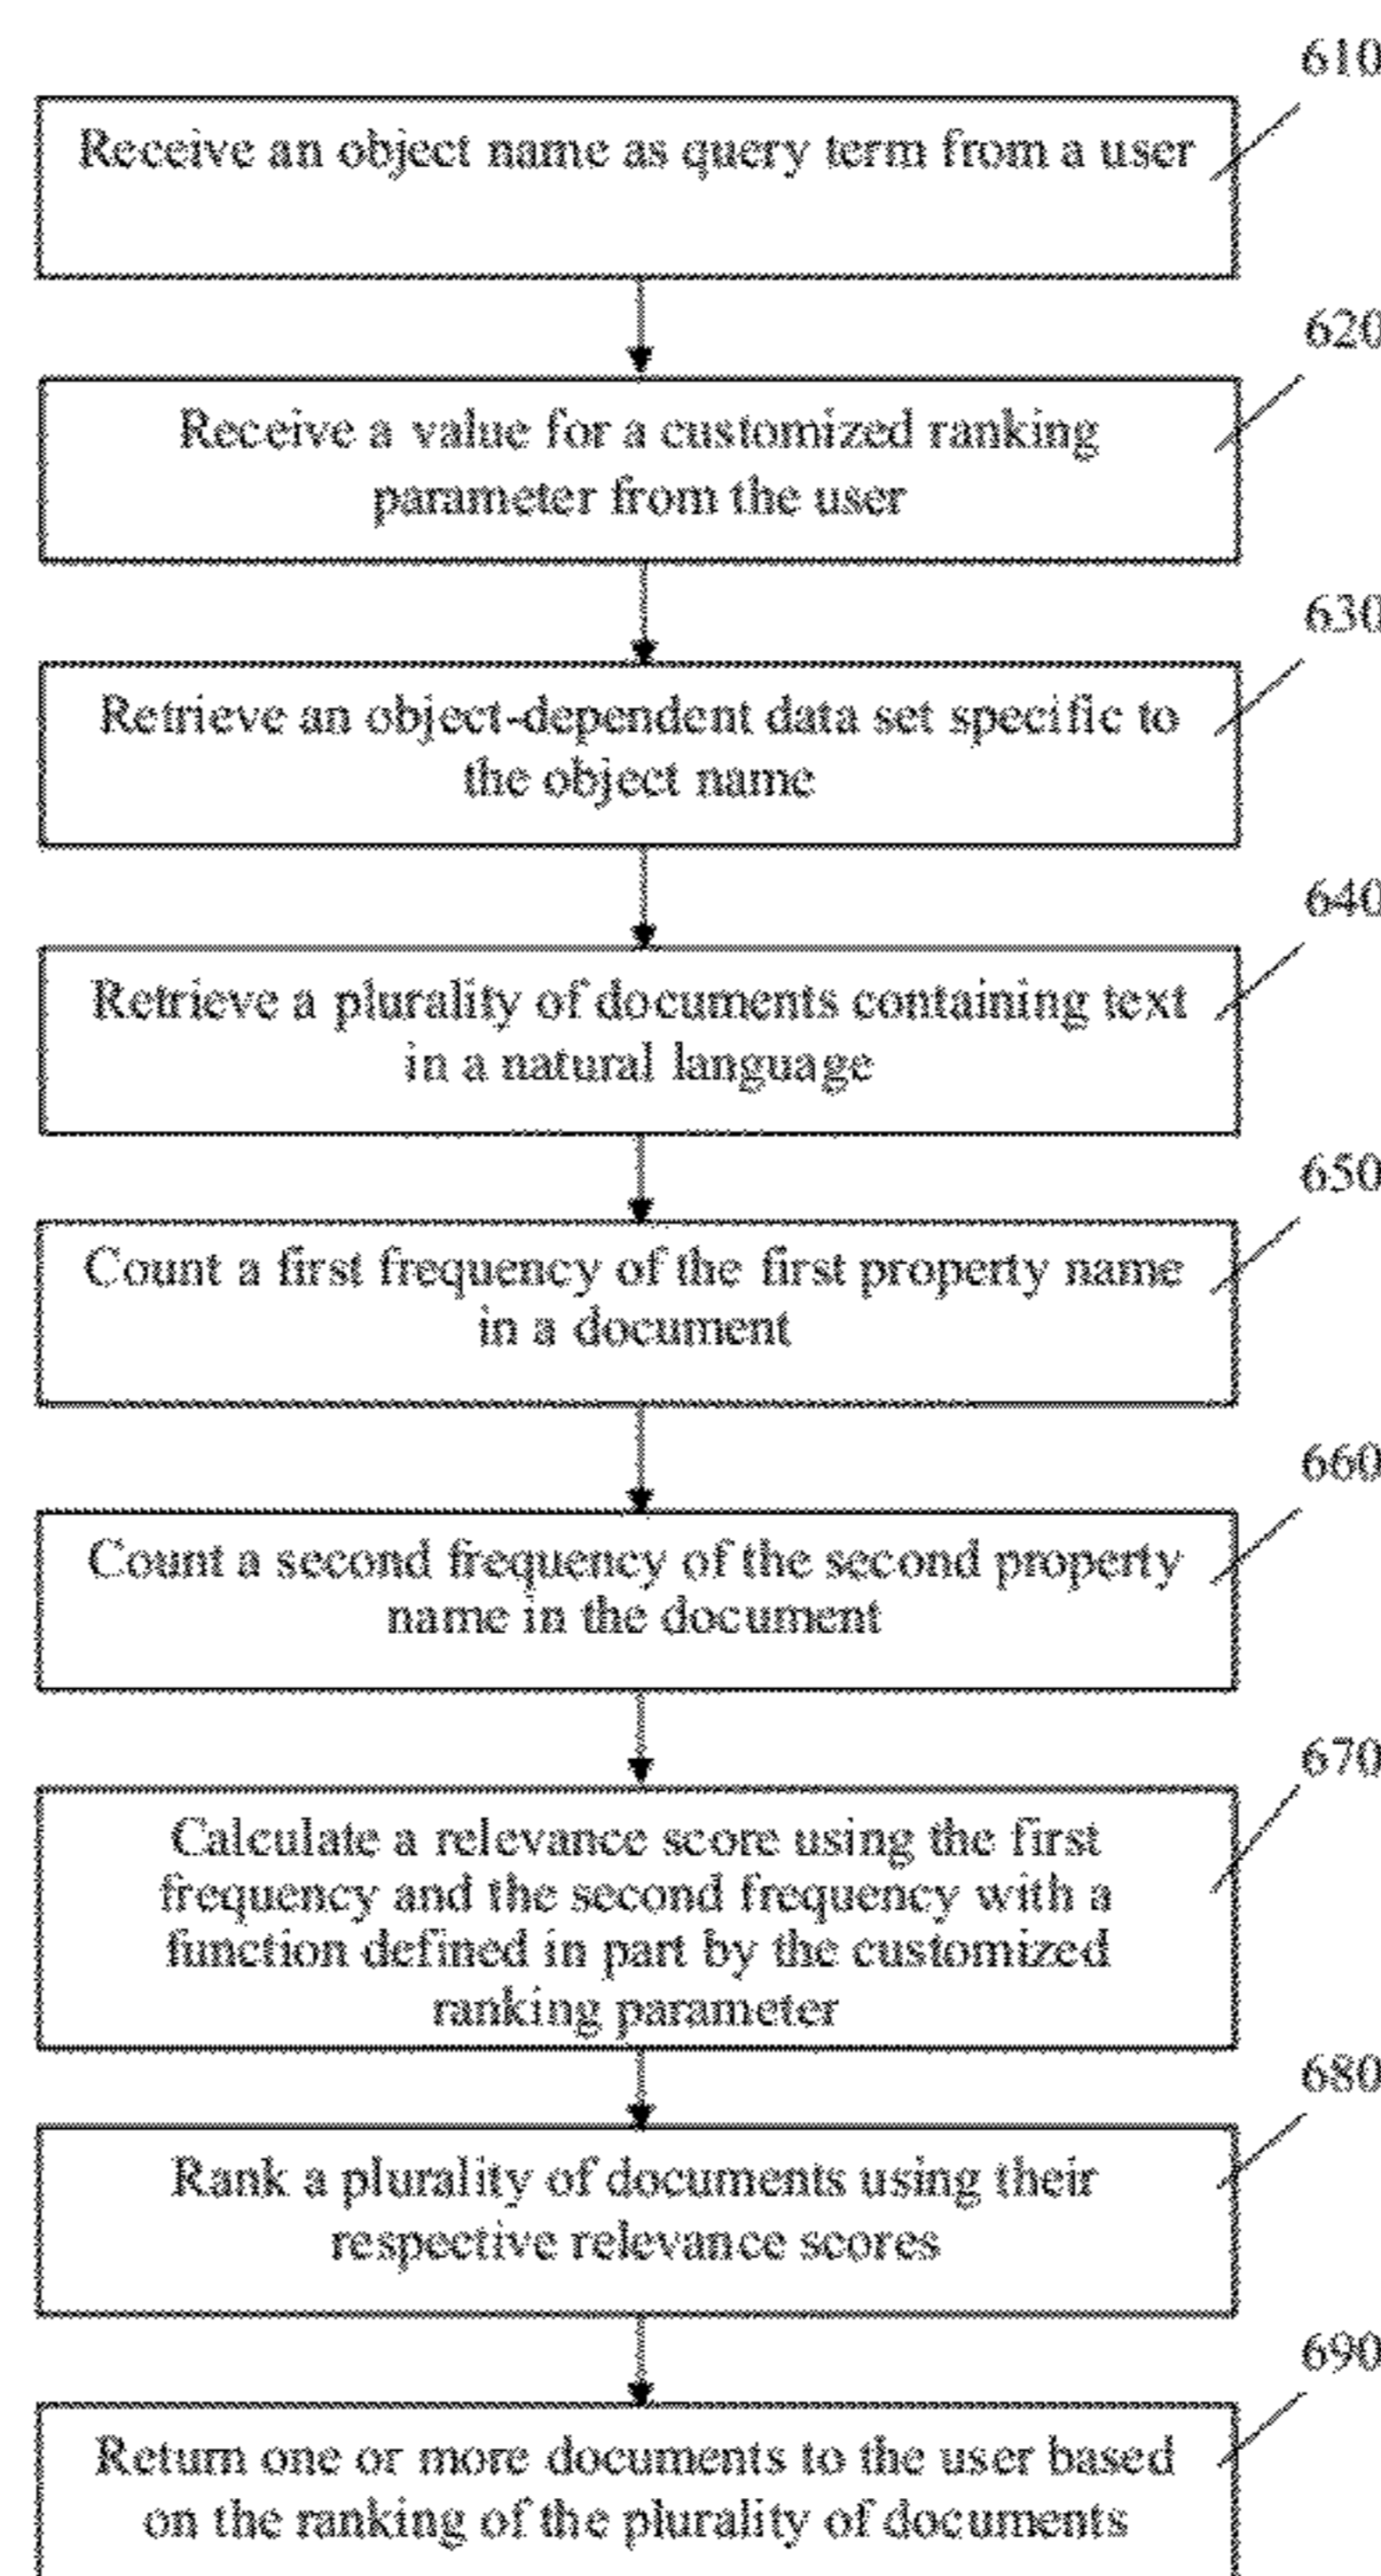 610
Receive an object name as query term from a user
620
Receive a value for a customized ranking
parameter from the user
630
Retrieve an object-dependent data set specific to
the object name
640
Retrieve a plurality of documents containing text
in a natural language
650
Count a first frequency of the first property name
in a document
660
Count a second frequency of the second property
name in the document
670
Calculate a relevance score using the first
frequency and the second frequency with a
function defined in part by the customized
ranking parameter
680
Rank a plurality of documents using their
respective relevance scores
690
Return one or more documents to the user based
on the ranking of the plurality of documents